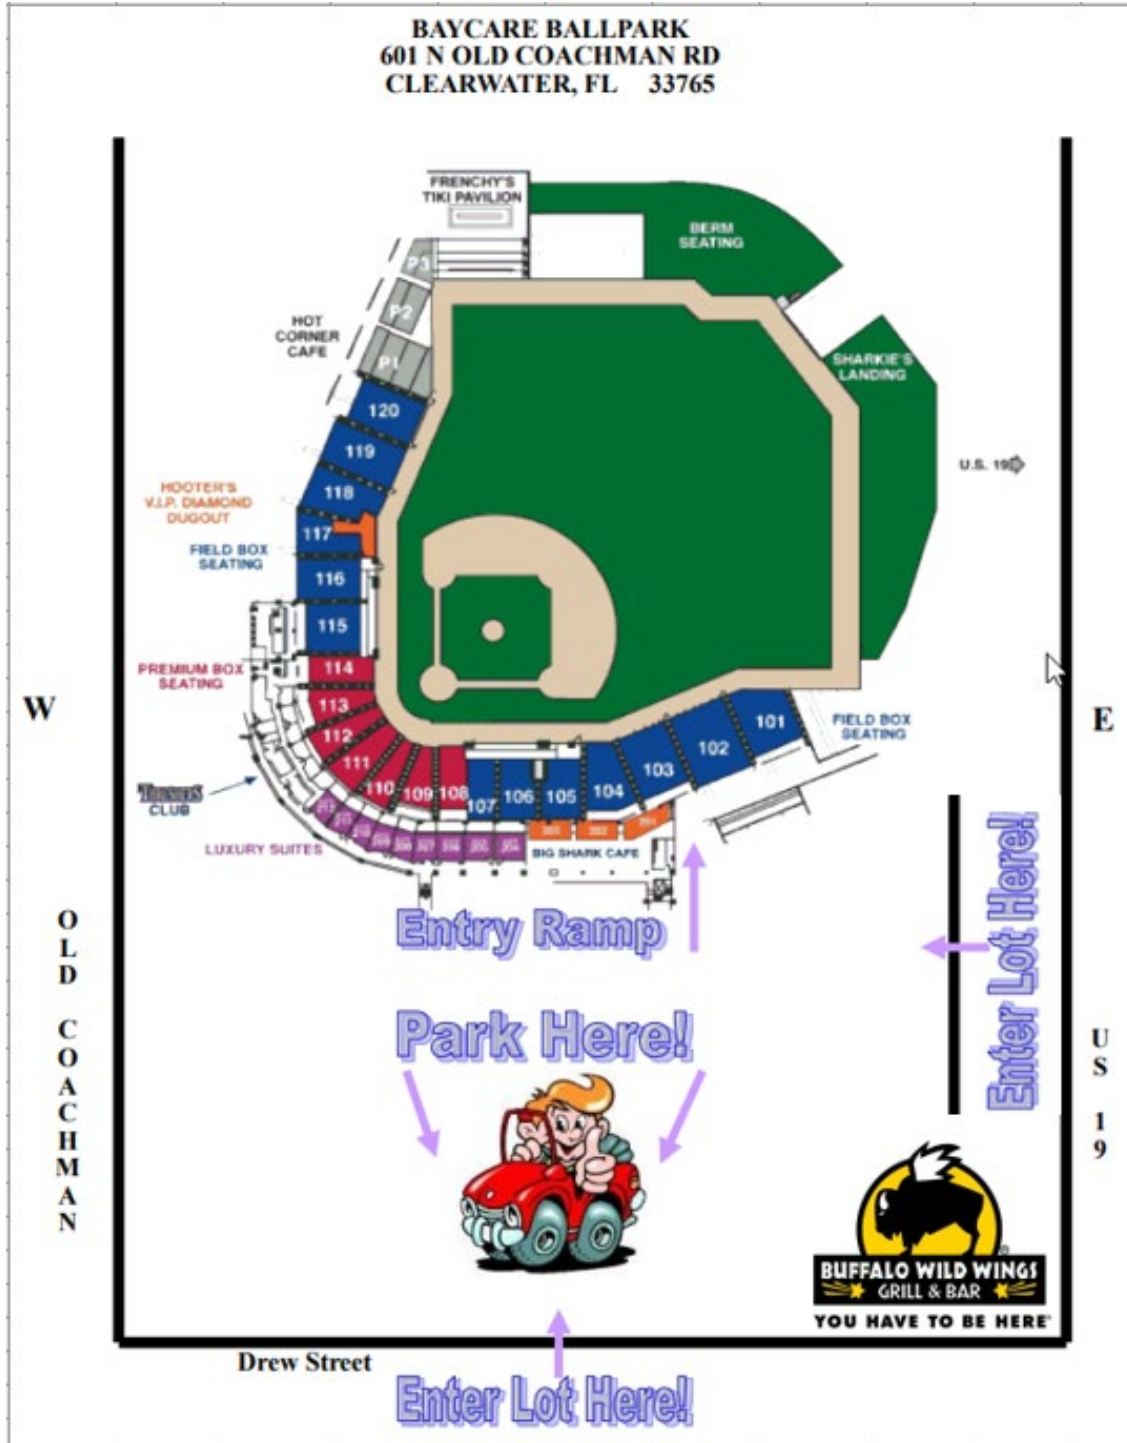 BAYCARE BALLPARK
601 N OLD COACHMAN RD
CLEARWATER, FL 33765
FRENCHY'S
TIKI PAVILION
BERM
SEATING
P3
P2
P1
HOT
CORNER
CAFE
SHARKIE'S
LANDING
U.S. 19
120
119
118
117
116
115
HOOTER'S
V.I.P. DIAMOND
DUGOUT
FIELD BOX
SEATING
PREMIUM BOX
SEATING
114
113
112
111
110
109
108
107
106
105
104
103
102
101
FIELD BOX
SEATING
W
E
CLUB
LUXURY SUITES
BIG SHARK CAFE
Entry Ramp
Park Here!
Enter Lot Here!
OLD COACHMAN
US 19
BUFFALO WILD WINGS
GRILL & BAR
YOU HAVE TO BE HERE
Drew Street
Enter Lot Here!